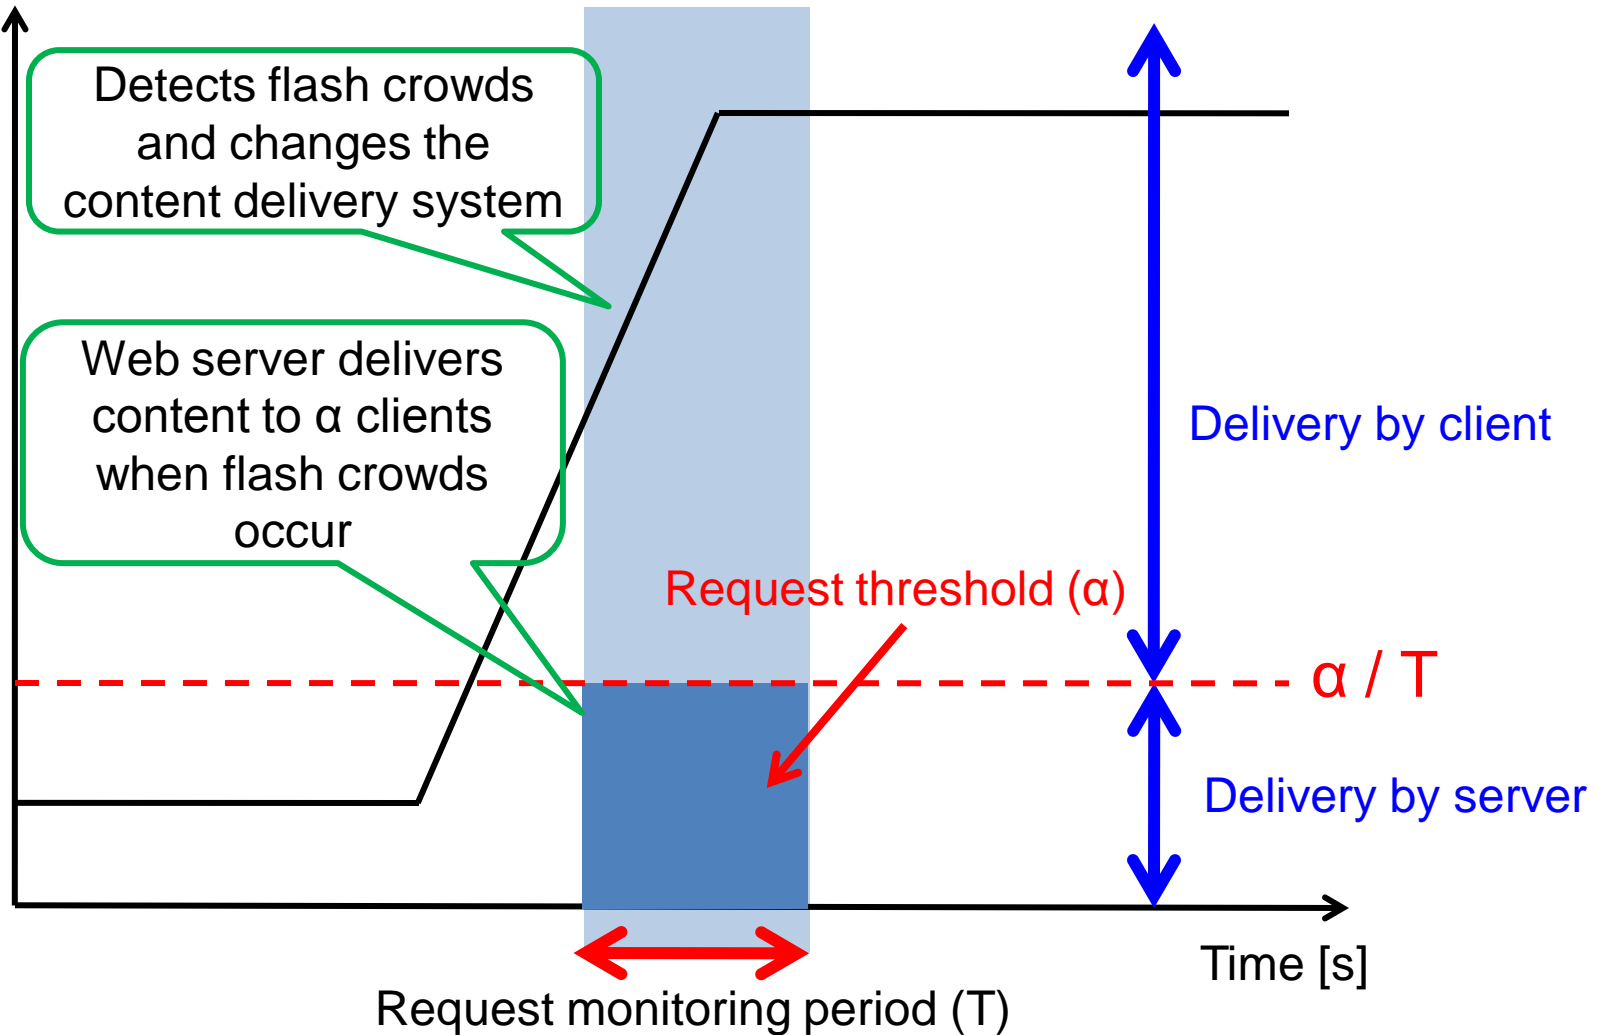 Detects flash crowds
and changes the
content delivery system
Web server delivers
content to α clients
when flash crowds
occur
Delivery by client
Request threshold (α)
α / T
Delivery by server
Time [s]
Request monitoring period (T)